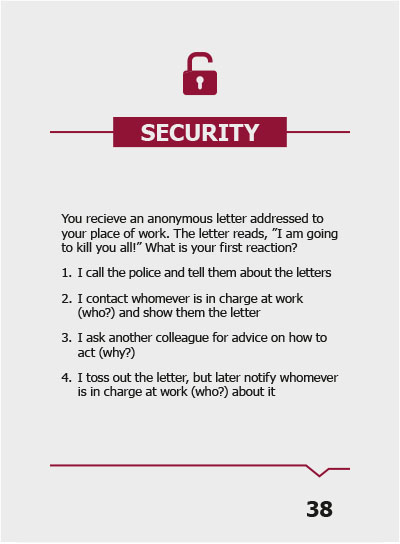 SECURITY
You recieve an anonymous letter addressed to
your place of work. The letter reads, ”I am going
to kill you all!” What is your first reaction?
1. I call the police and tell them about the letters
2. I contact whomever is in charge at work
(who?) and show them the letter
3. I ask another colleague for advice on how to
act (why?)
4. I toss out the letter, but later notify whomever
is in charge at work (who?) about it
38